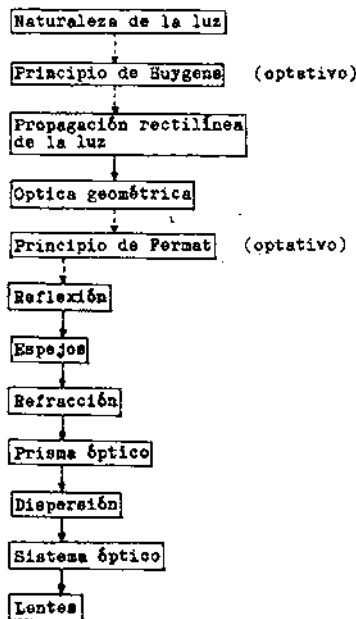 Naturaleza de la luz
Principio de Huygens (optativo)
Propagación rectilínea
de la luz
Optica geométrica
Principio de Fermat (optativo)
Reflexión
Espejos
Refracción
Prisma óptico
Dispersión
Sistema óptico
Lentes